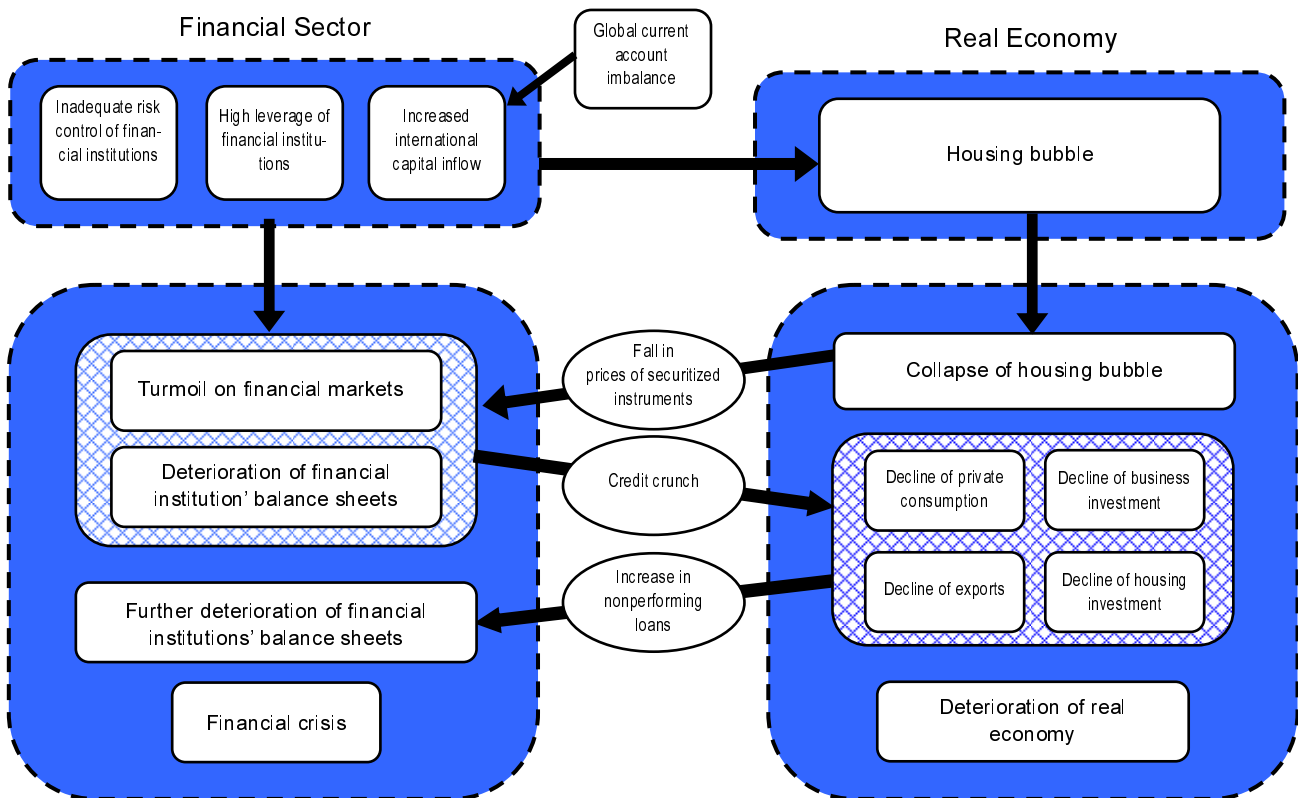 Financial Sector
Global current
account
imbalance
Real Economy
Inadequate risk
control of finan-
cial institutions
High leverage of
financial institu-
tions
Increased
international
capital inflow
Housing bubble
Turmoil on financial markets
Deterioration of financial
institution’ balance sheets
Fall in
prices of securitized
instruments
Collapse of housing bubble
Credit crunch
Decline of private
consumption
Decline of business
investment
Decline of exports
Decline of housing
investment
Increase in
nonperforming
loans
Further deterioration of financial
institutions’ balance sheets
Financial crisis
Deterioration of real
economy